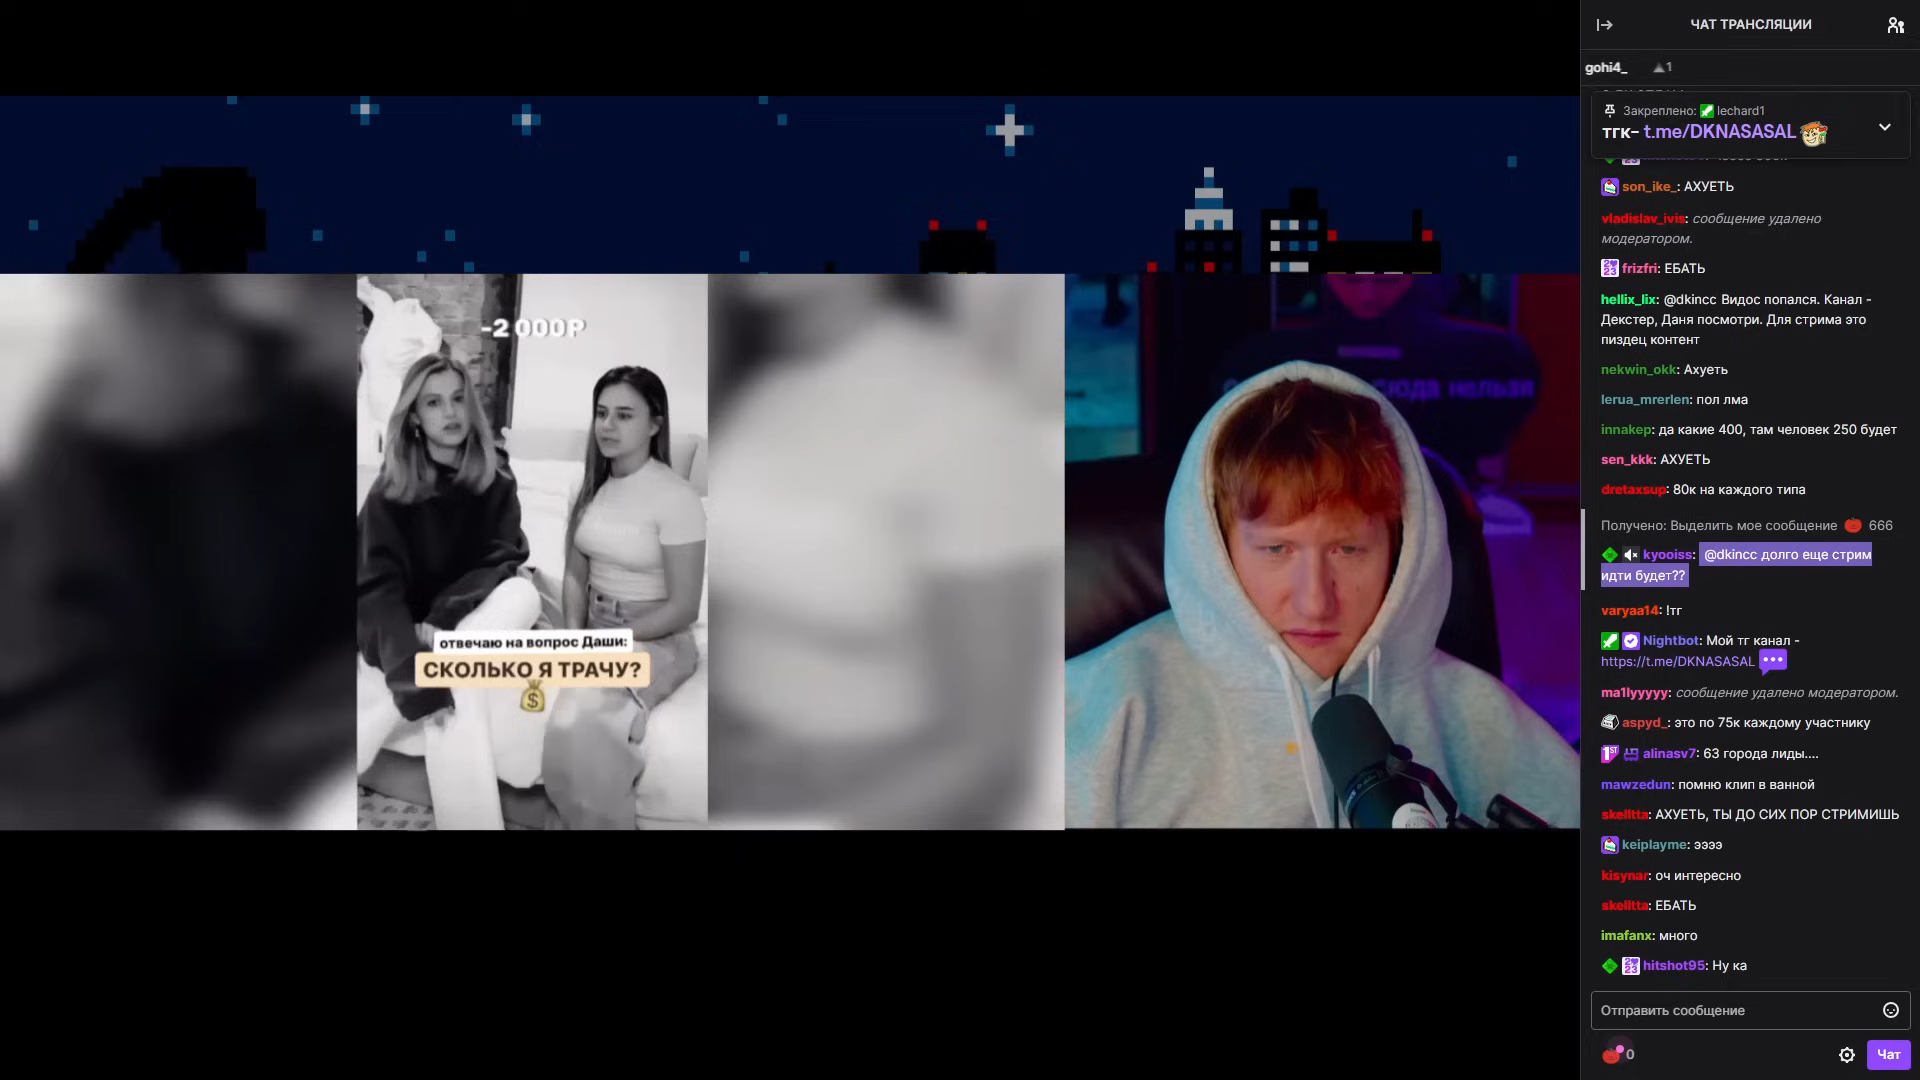 -2 000₽
отвечаю на вопрос Даши:
СКОЛЬКО Я ТРАЧУ?
сюда нельзя
ЧАТ ТРАНСЛЯЦИИ
gohi4_ 1
Закреплено: lechard1
тгк- t.me/DKNASASAL
son_ike_: АХУЕТЬ
vladislav_ivis: сообщение удалено
модератором.
frizfri: ЕБАТЬ
hellix_lix: @dkincc Видос попался. Канал -
Декстер, Даня посмотри. Для стрима это
пиздец контент
nekwin_okk: Ахуеть
lerua_mrerlen: пол лма
innakep: да какие 400, там человек 250 будет
sen_kkk: АХУЕТЬ
dretaxsup: 80к на каждого типа
Получено: Выделить мое сообщение 666
kyooiss: @dkincc долго еще стрим
идти будет??
varyaa14: !тг
Nightbot: Мой тг канал -
https://t.me/DKNASASAL
ma1lyyyyy: сообщение удалено модератором.
aspyd_: это по 75к каждому участнику
alinasv7: 63 города лиды....
mawzedun: помню клип в ванной
skelltta: АХУЕТЬ, ТЫ ДО СИХ ПОР СТРИМИШЬ
keiplayme: ээээ
kisynar: оч интересно
skelltta: ЕБАТЬ
imafanx: много
hitshot95: Ну ка
Отправить сообщение
0
Чат